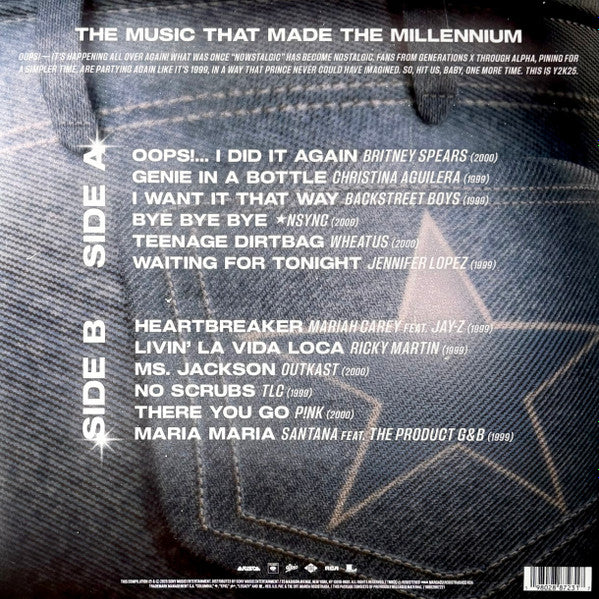 THE MUSIC THAT MADE THE MILLENNIUM
OOPS! — IT'S HAPPENING ALL OVER AGAIN! WHAT WAS ONCE "NOWSTALGIC" HAS BECOME NOSTALGIC. FANS FROM GENERATIONS X THROUGH ALPHA, PINING FOR
A SIMPLER TIME, ARE PARTYING AGAIN LIKE IT'S 1999, IN A WAY THAT PRINCE NEVER COULD HAVE IMAGINED. SO, HIT US, BABY, ONE MORE TIME. THIS IS Y2K25.
SIDE A
OOPS!... I DID IT AGAIN BRITNEY SPEARS (2000)
GENIE IN A BOTTLE CHRISTINA AGUILERA (1999)
I WANT IT THAT WAY BACKSTREET BOYS (1999)
BYE BYE BYE *NSYNC (2000)
TEENAGE DIRTBAG WHEATUS (2000)
WAITING FOR TONIGHT JENNIFER LOPEZ (1999)
SIDE B
HEARTBREAKER MARIAH CAREY FEAT. JAY-Z (1999)
LIVIN' LA VIDA LOCA RICKY MARTIN (1999)
MS. JACKSON OUTKAST (2000)
NO SCRUBS TLC (1999)
THERE YOU GO P!NK (2000)
MARIA MARIA SANTANA FEAT. THE PRODUCT G&B (1999)
ARISTA Epic RCA